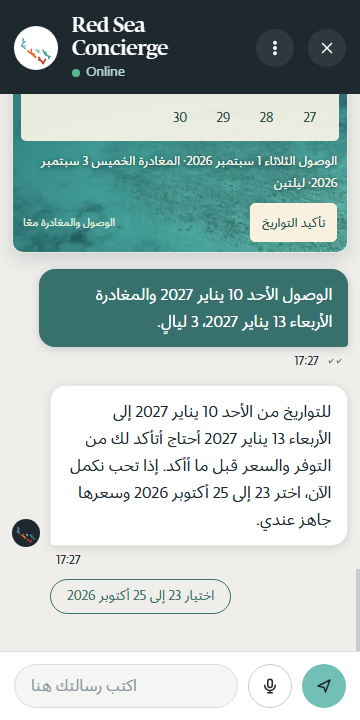 Red Sea
Concierge
Online
30 29 28 27
الوصول الثلاثاء 1 سبتمبر 2026· المغادرة الخميس 3 سبتمبر
2026· ليلتين
تأكيد التواريخ
الوصول والمغادرة معًا
الوصول الأحد 10 يناير 2027 والمغادرة
الأربعاء 13 يناير 2027، 3 ليالٍ.
17:27
للتواريخ من الأحد 10 يناير 2027 إلى
الأربعاء 13 يناير 2027 أحتاج أتأكد لك من
التوفر والسعر قبل ما أأكد. إذا تحب نكمل
الآن، اختر 23 إلى 25 أكتوبر 2026 وسعرها
جاهز عندي.
17:27
اختيار 23 إلى 25 أكتوبر 2026
اكتب رسالتك هنا